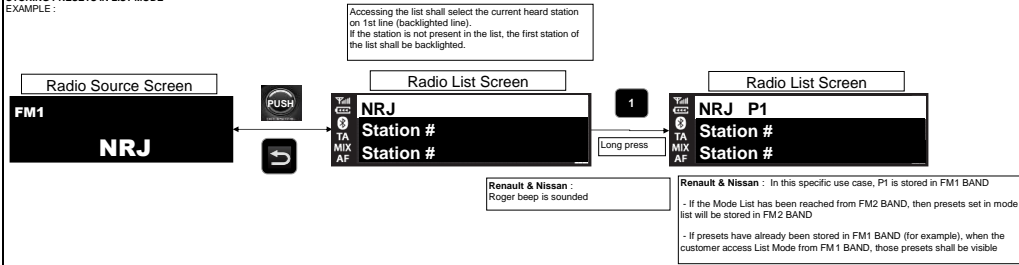 EXAMPLE :
Accessing the list shall select the current heard station
on 1st line (backlighted line).
If the station is not present in the list, the first station of
the list shall be backlighted.
Radio Source Screen
Radio List Screen
Radio List Screen
FM1
NRJ
PUSH
NRJ
Station #
Station #
TA
MIX
AF
1
Long press
NRJ P1
Station #
Station #
TA
MIX
AF
Renault & Nissan :
Roger beep is sounded
Renault & Nissan : In this specific use case, P1 is stored in FM1 BAND
- If the Mode List has been reached from FM2 BAND, then presets set in mode
list will be stored in FM2 BAND
- If presets have already been stored in FM1 BAND (for example), when the
customer access List Mode from FM1 BAND, those presets shall be visible